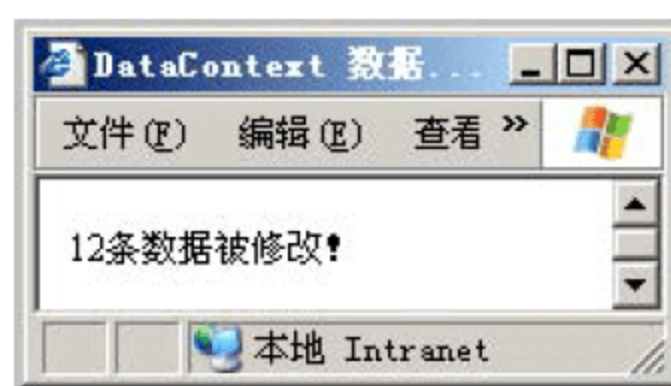 DataContext 数据...
文件(F) 编辑(E) 查看 »
12条数据被修改!
本地 Intranet